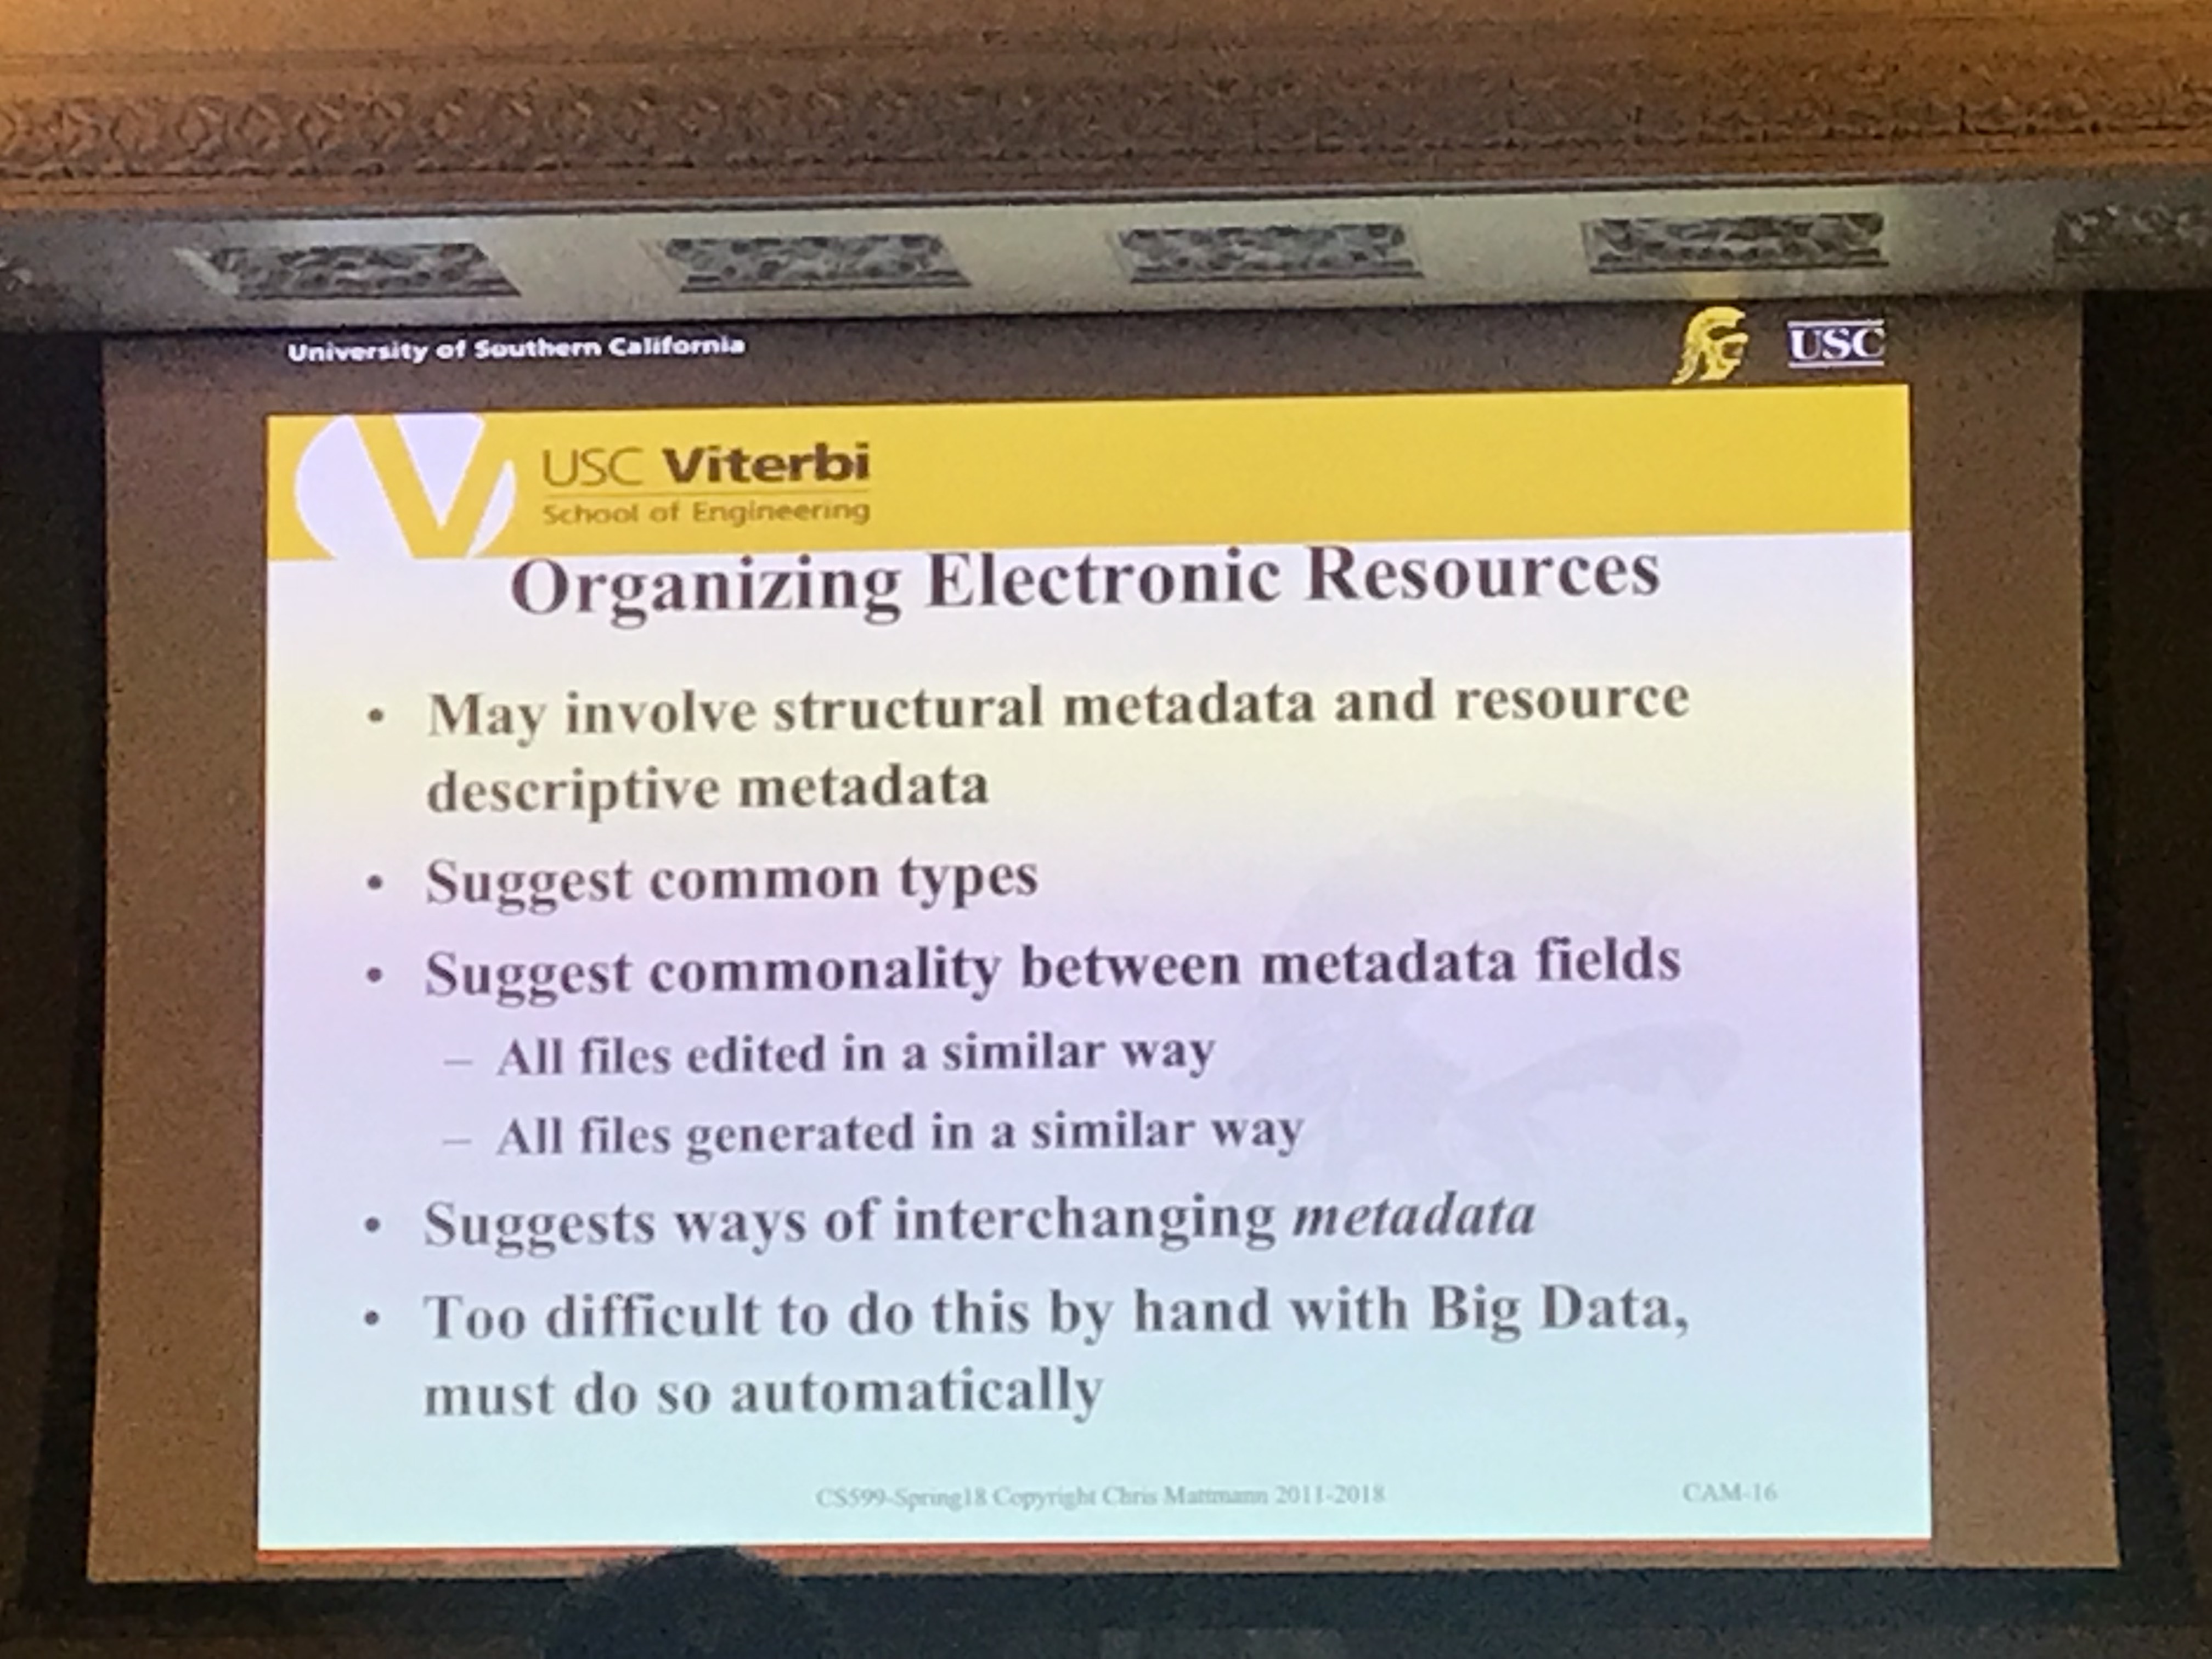 University of Southern California
USC
USC Viterbi
School of Engineering
Organizing Electronic Resources
• May involve structural metadata and resource
descriptive metadata
• Suggest common types
• Suggest commonality between metadata fields
– All files edited in a similar way
– All files generated in a similar way
• Suggests ways of interchanging metadata
• Too difficult to do this by hand with Big Data,
must do so automatically
CS599-Spring18 Copyright Chris Mattmann 2011-2018
CAM-16